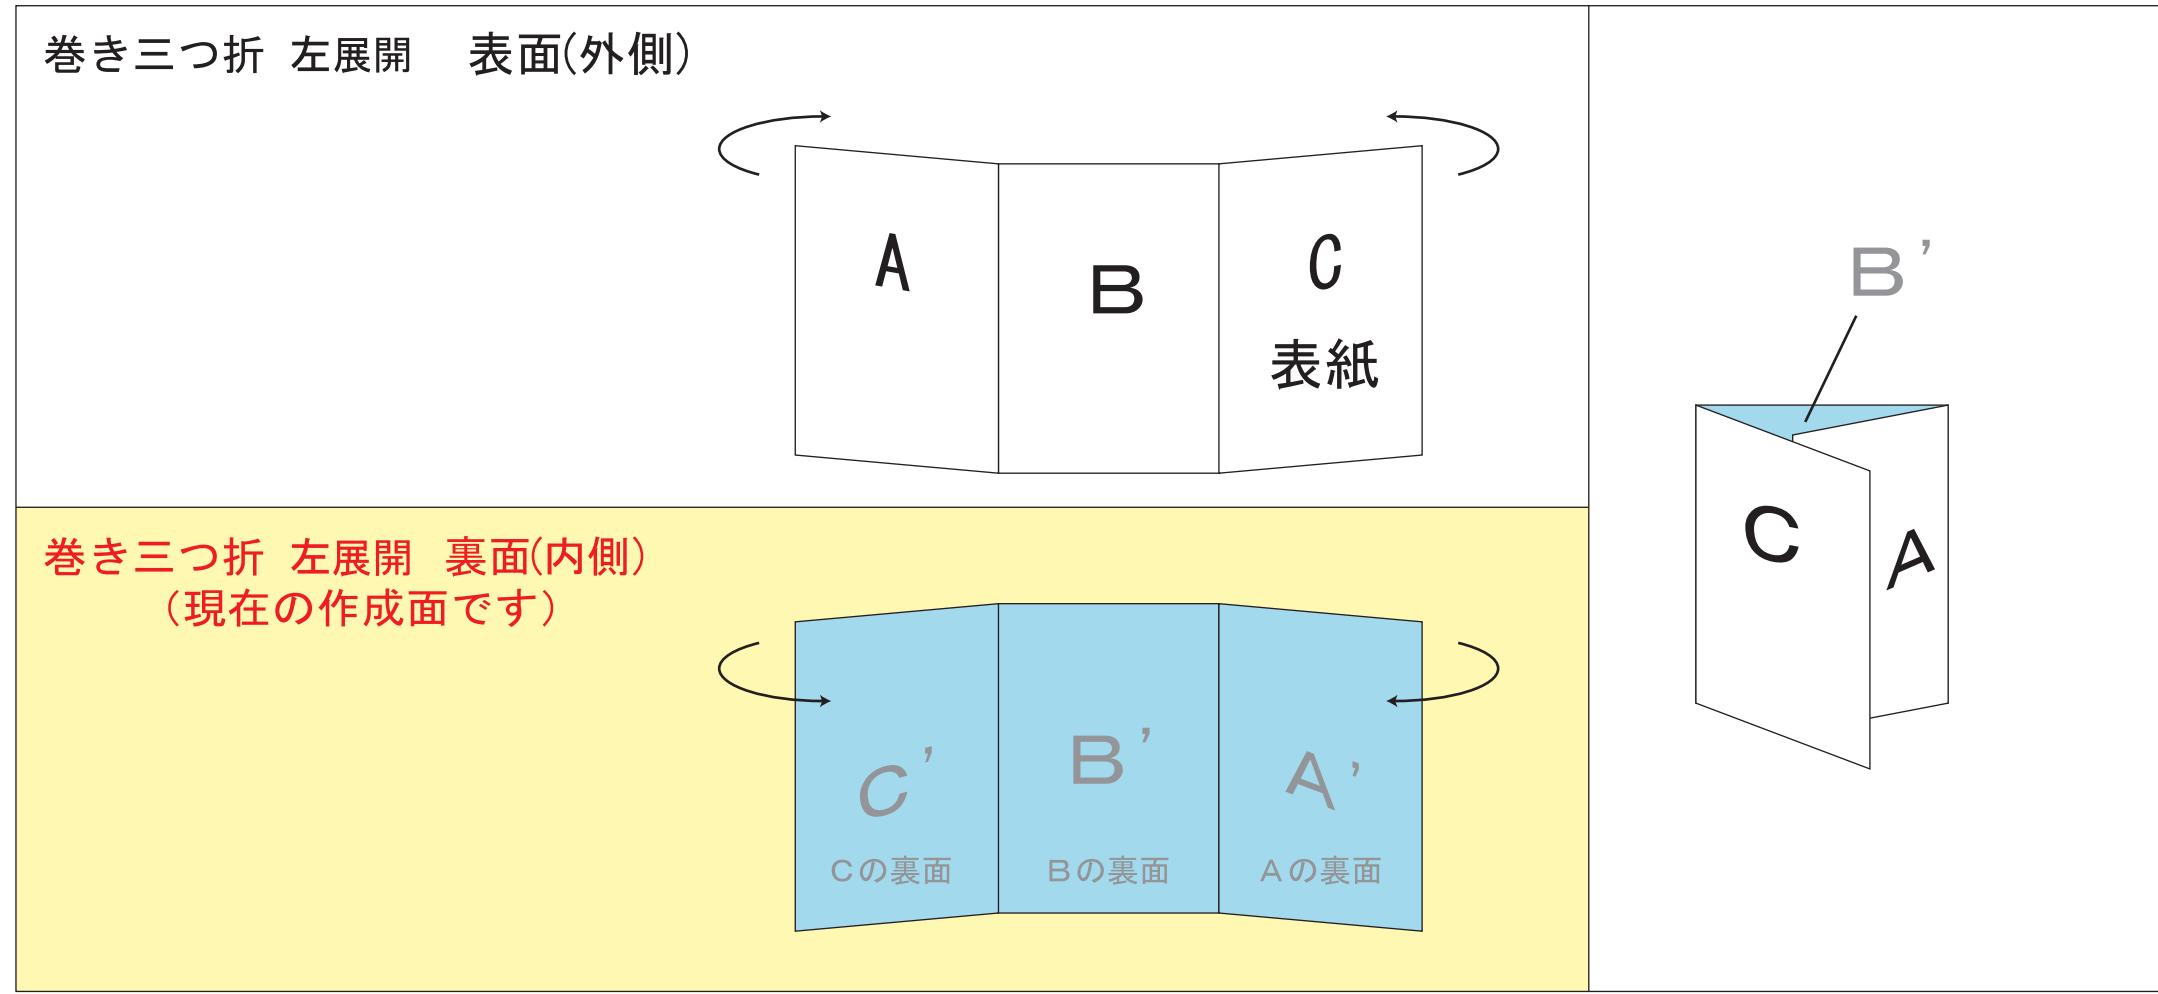 巻き三つ折 左展開 表面(外側)
A
B
C
表紙
巻き三つ折 左展開 裏面(内側)
(現在の作成面です)
C’
B’
A’
Cの裏面
Bの裏面
Aの裏面
B’
C
A